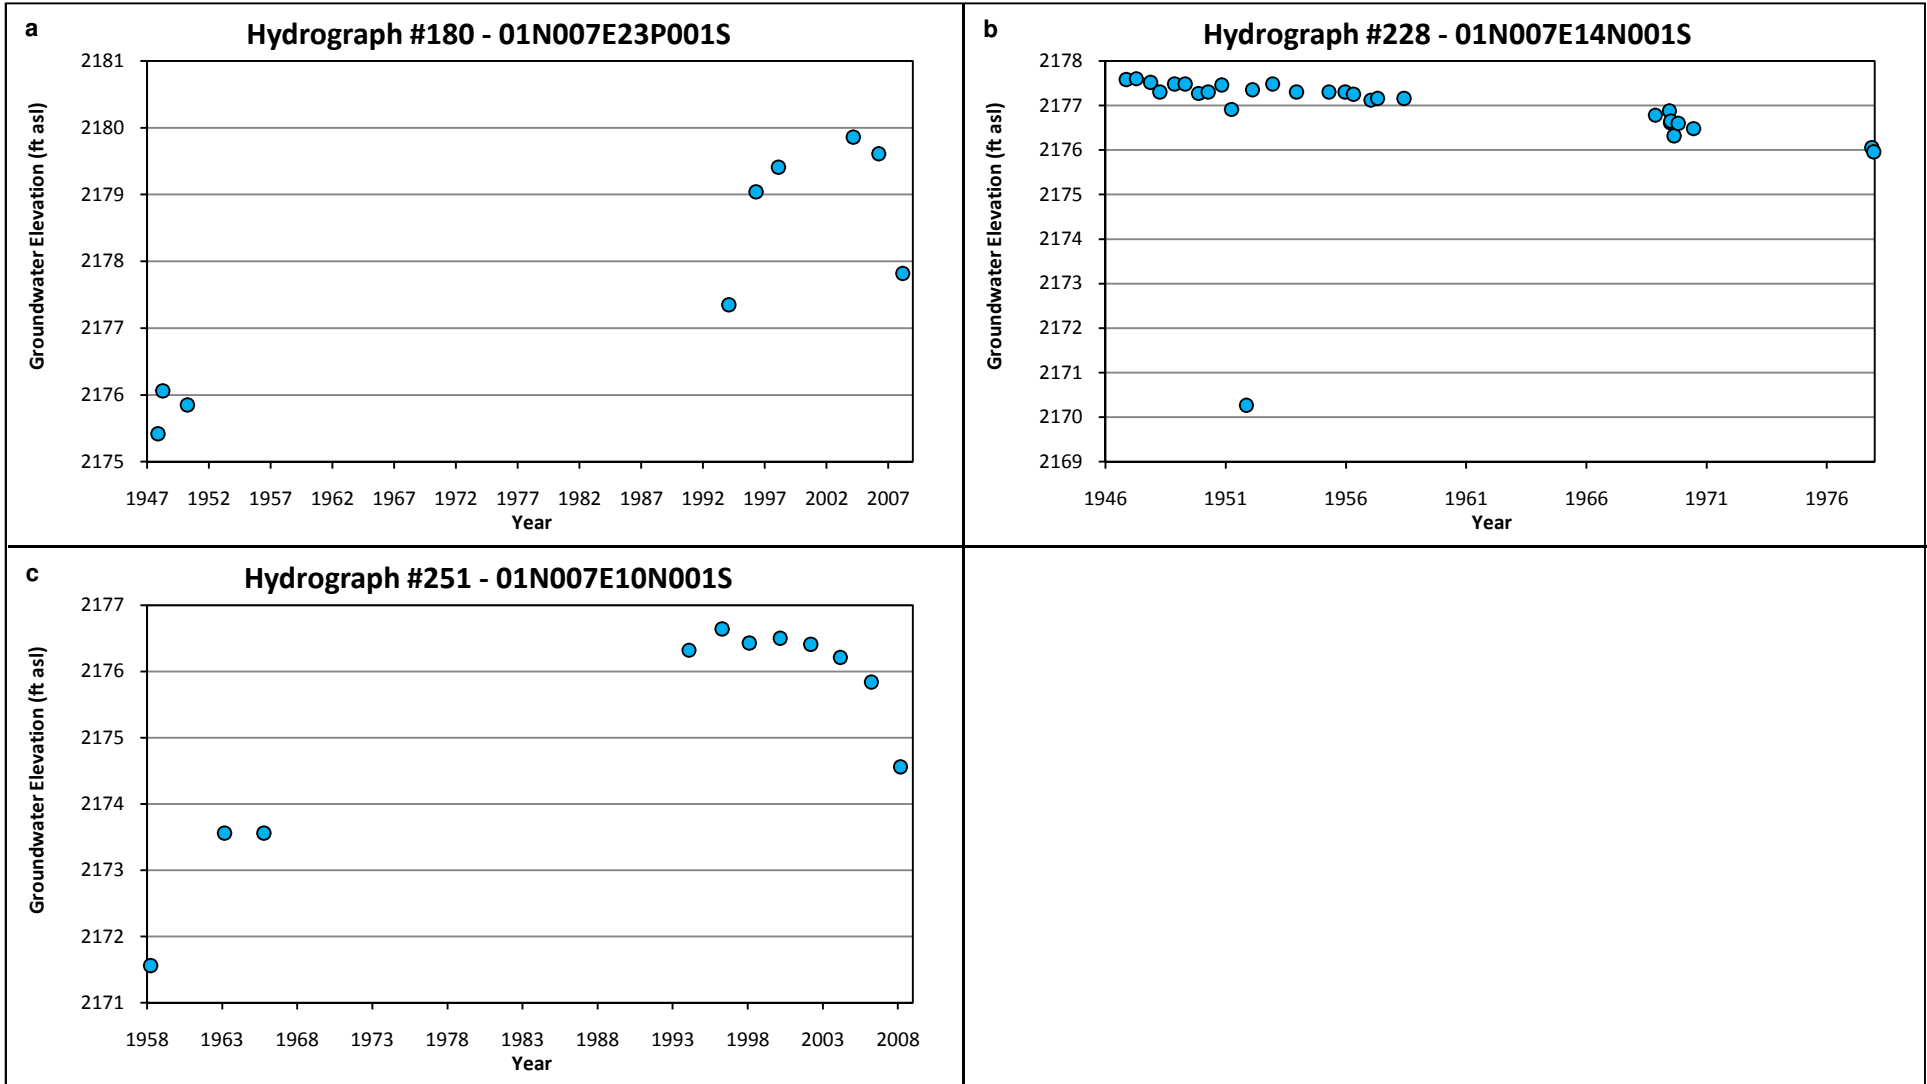 a
Hydrograph #180 - 01N007E23P001S
Groundwater Elevation (ft asl)
2181
2180
2179
2178
2177
2176
2175
1947 1952 1957 1962 1967 1972 1977 1982 1987 1992 1997 2002 2007
Year
b
Hydrograph #228 - 01N007E14N001S
Groundwater Elevation (ft asl)
2178
2177
2176
2175
2174
2173
2172
2171
2170
2169
1946 1951 1956 1961 1966 1971 1976
Year
c
Hydrograph #251 - 01N007E10N001S
Groundwater Elevation (ft asl)
2177
2176
2175
2174
2173
2172
2171
1958 1963 1968 1973 1978 1983 1988 1993 1998 2003 2008
Year